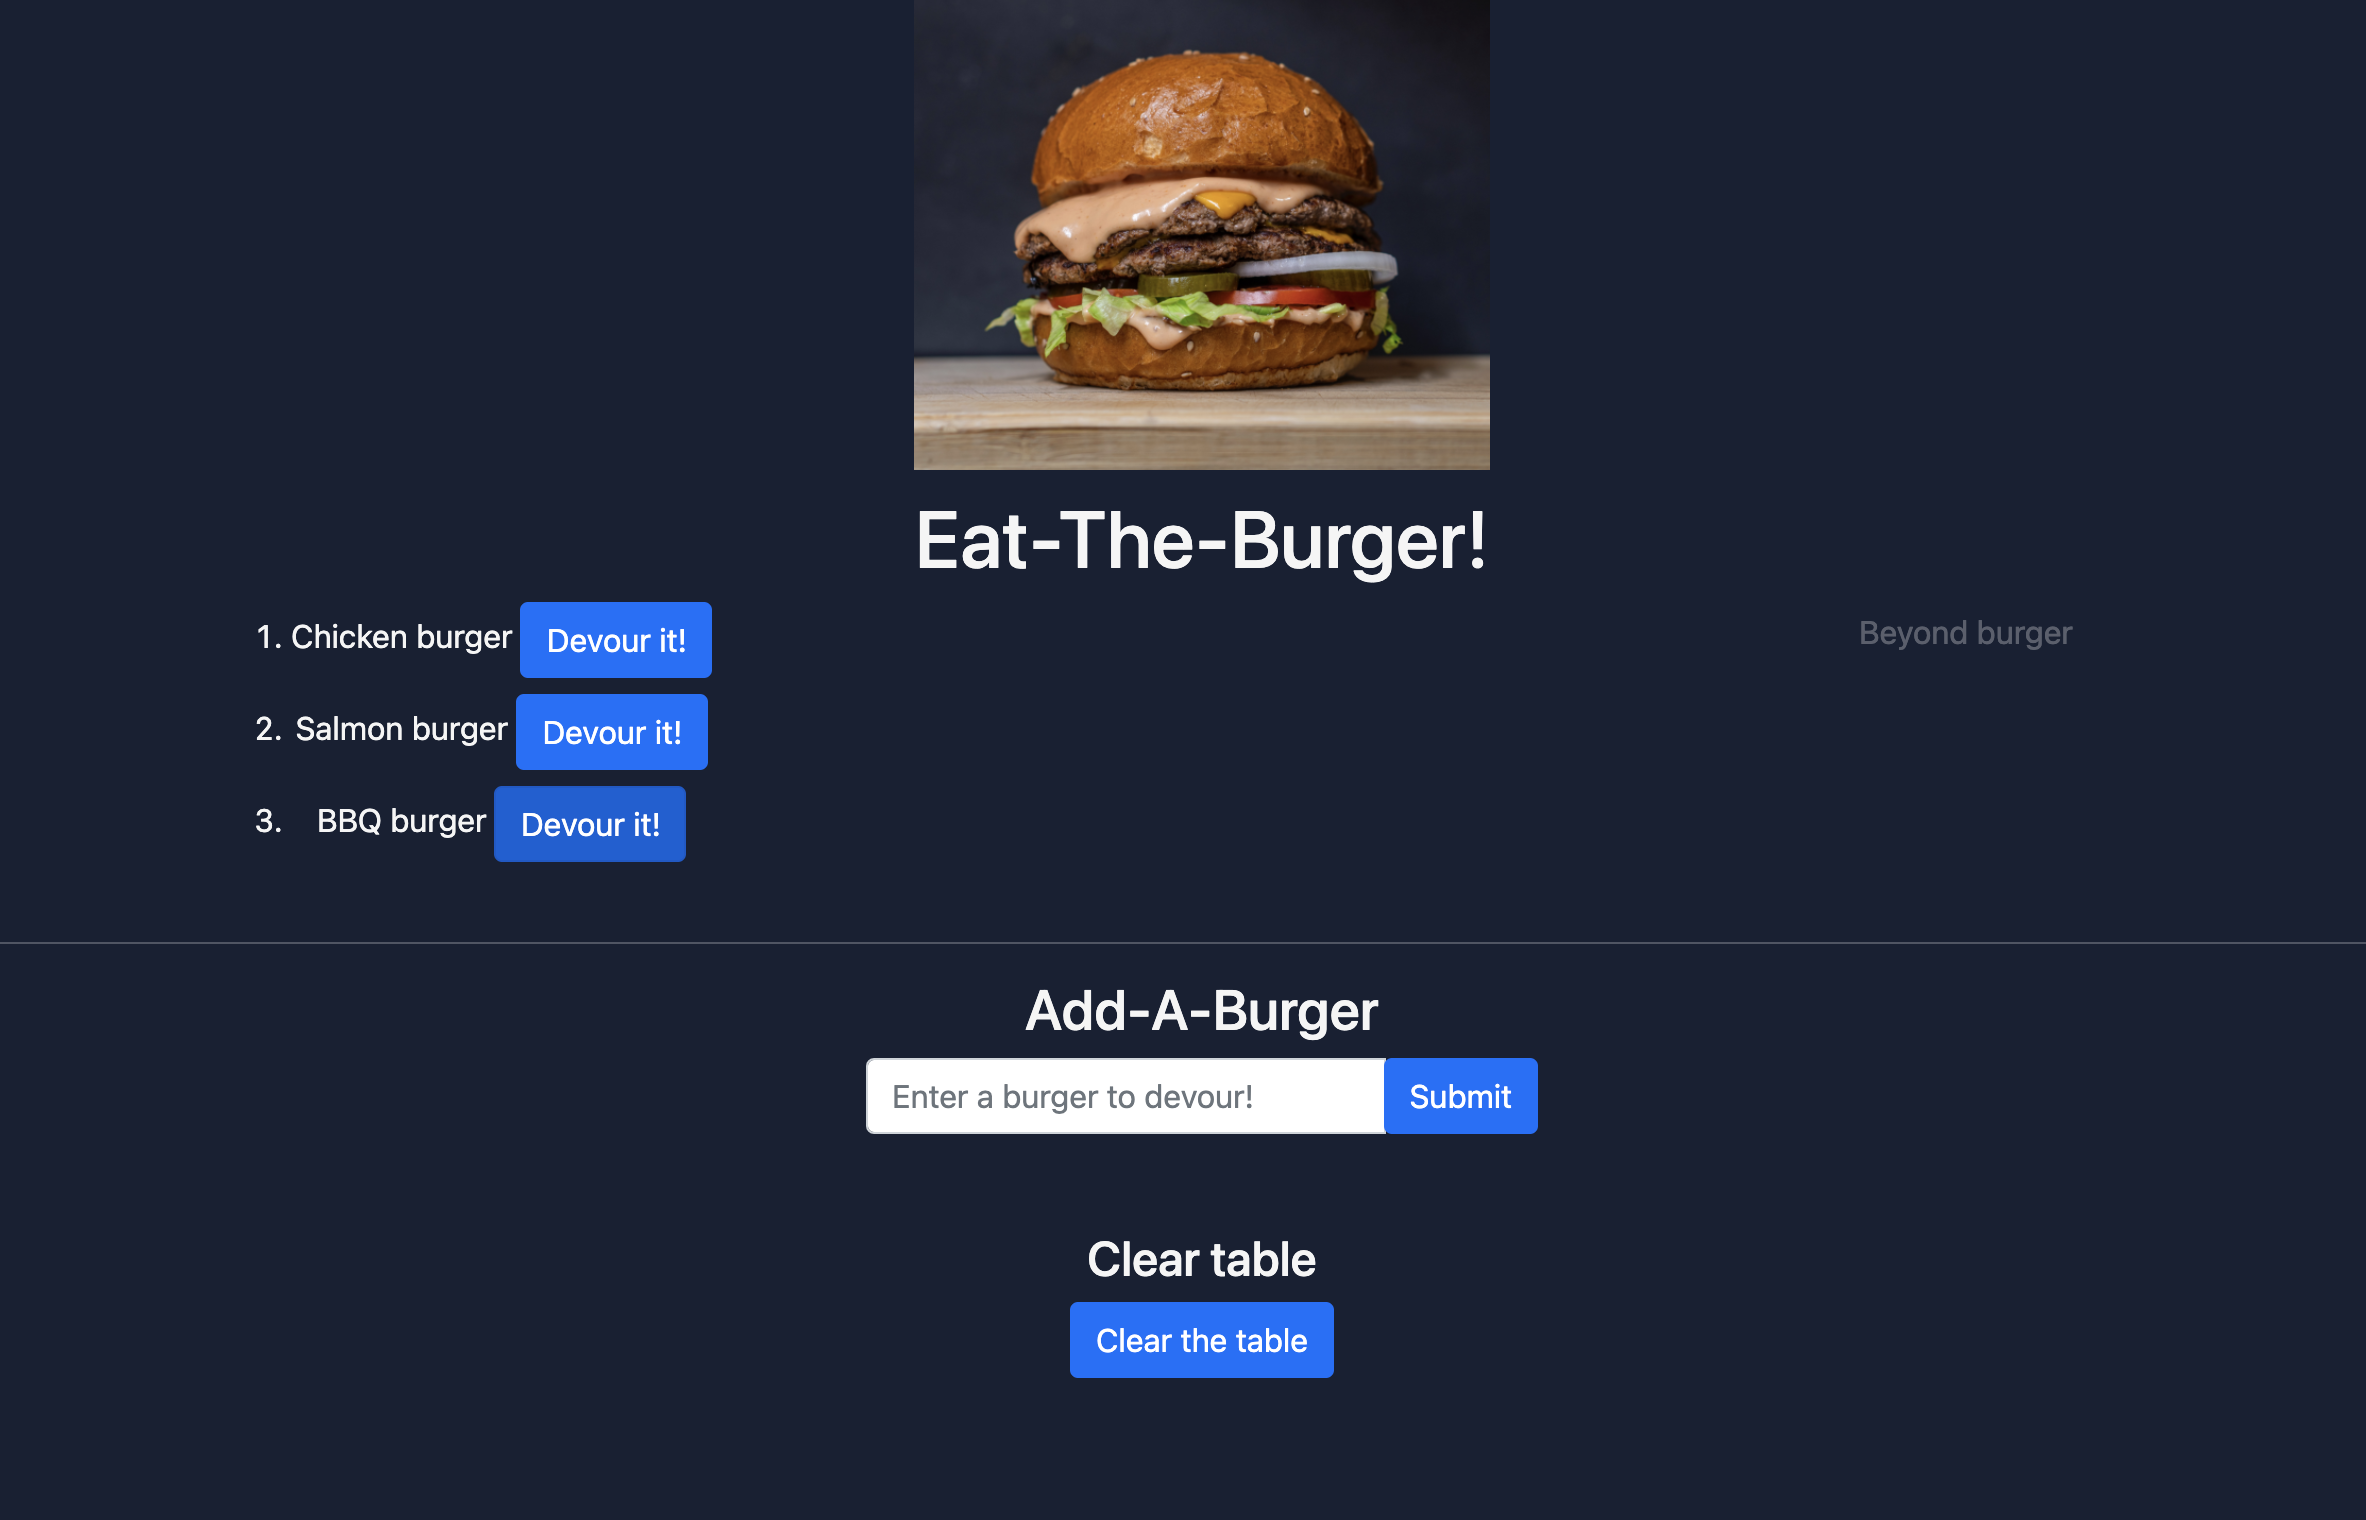 Eat-The-Burger!
1. Chicken burger Devour it!
Beyond burger
2. Salmon burger Devour it!
3. BBQ burger Devour it!
Add-A-Burger
Enter a burger to devour! Submit
Clear table
Clear the table